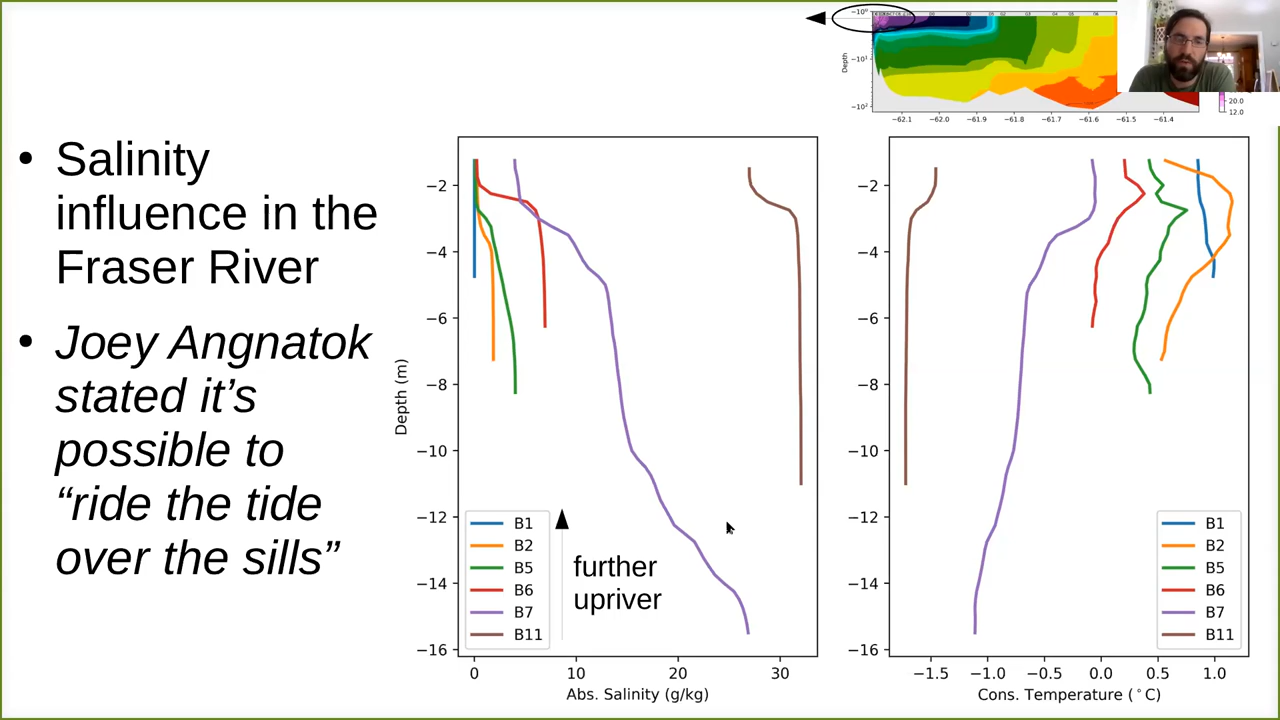 • Salinity
influence in the
Fraser River
• Joey Angnatok
stated it’s
possible to
“ride the tide
over the sills”
Depth
−10⁰
−10¹
−10²
−62.1 −62.0 −61.9 −61.8 −61.7 −61.6 −61.5 −61.4
20.0
12.0
Depth (m)
−2
−4
−6
−8
−10
−12
−14
−16
0 10 20 30
Abs. Salinity (g/kg)
B1
B2
B5
B6
B7
B11
further
upriver
−2
−4
−6
−8
−10
−12
−14
−16
−1.5 −1.0 −0.5 0.0 0.5 1.0
Cons. Temperature (°C)
B1
B2
B5
B6
B7
B11